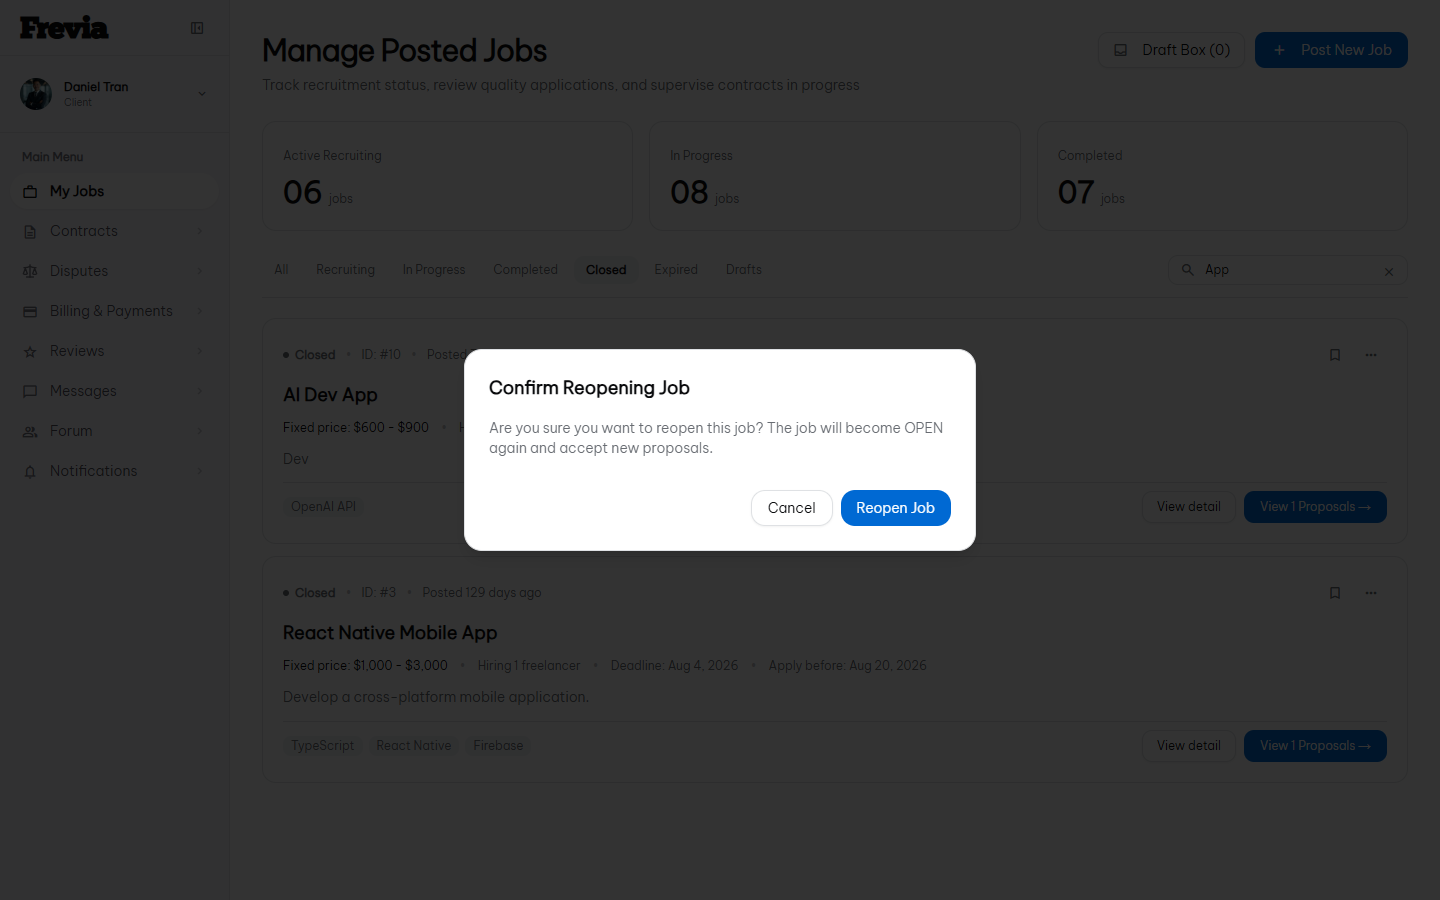 Frevia
Daniel Tran
Client
Main Menu
My Jobs
Contracts
Disputes
Billing & Payments
Reviews
Messages
Forum
Notifications
Manage Posted Jobs
Track recruitment status, review quality applications, and supervise contracts in progress
Draft Box (0)
+ Post New Job
Active Recruiting
06 jobs
In Progress
08 jobs
Completed
07 jobs
All Recruiting In Progress Completed Closed Expired Drafts
App
• Closed • ID: #10 • Posted
AI Dev App
Fixed price: $600 - $900 •
Dev
OpenAI API
View detail
View 1 Proposals →
Confirm Reopening Job
Are you sure you want to reopen this job? The job will become OPEN
again and accept new proposals.
Cancel
Reopen Job
• Closed • ID: #3 • Posted 129 days ago
React Native Mobile App
Fixed price: $1,000 - $3,000 • Hiring 1 freelancer • Deadline: Aug 4, 2026 • Apply before: Aug 20, 2026
Develop a cross-platform mobile application.
TypeScript React Native Firebase
View detail
View 1 Proposals →